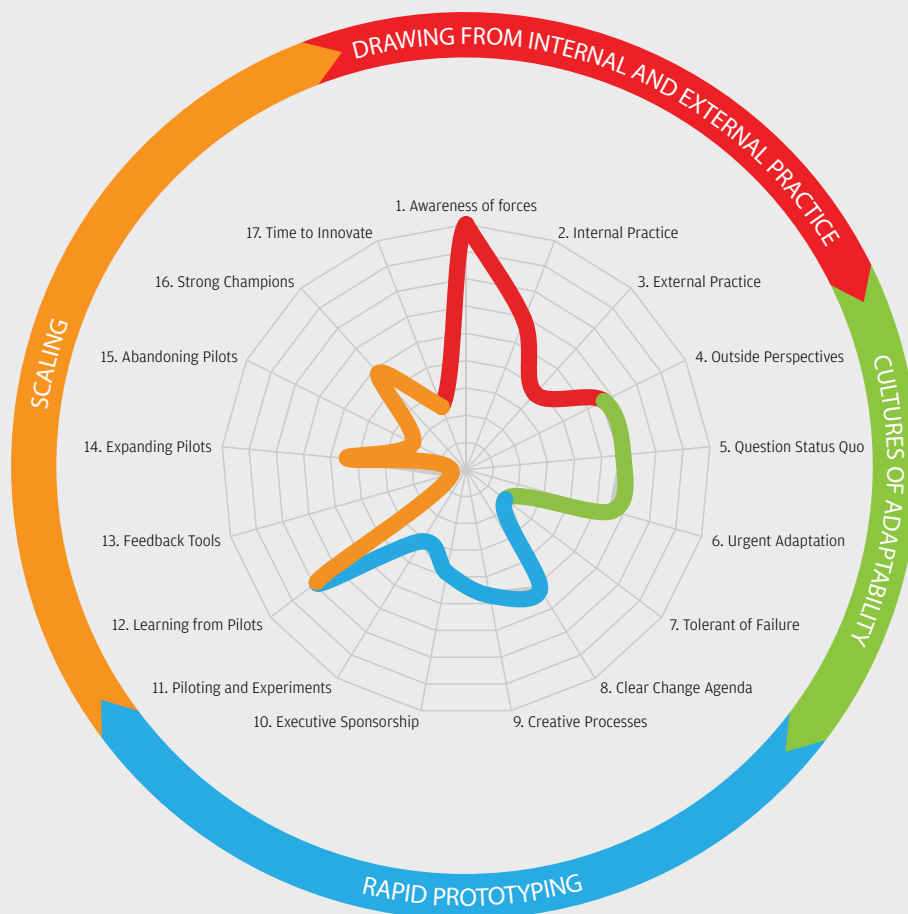 DRAWING FROM INTERNAL AND EXTERNAL PRACTICE
CULTURES OF ADAPTABILITY
RAPID PROTOTYPING
SCALING
1. Awareness of forces
2. Internal Practice
3. External Practice
4. Outside Perspectives
5. Question Status Quo
6. Urgent Adaptation
7. Tolerant of Failure
8. Clear Change Agenda
9. Creative Processes
10. Executive Sponsorship
11. Piloting and Experiments
12. Learning from Pilots
13. Feedback Tools
14. Expanding Pilots
15. Abandoning Pilots
16. Strong Champions
17. Time to Innovate